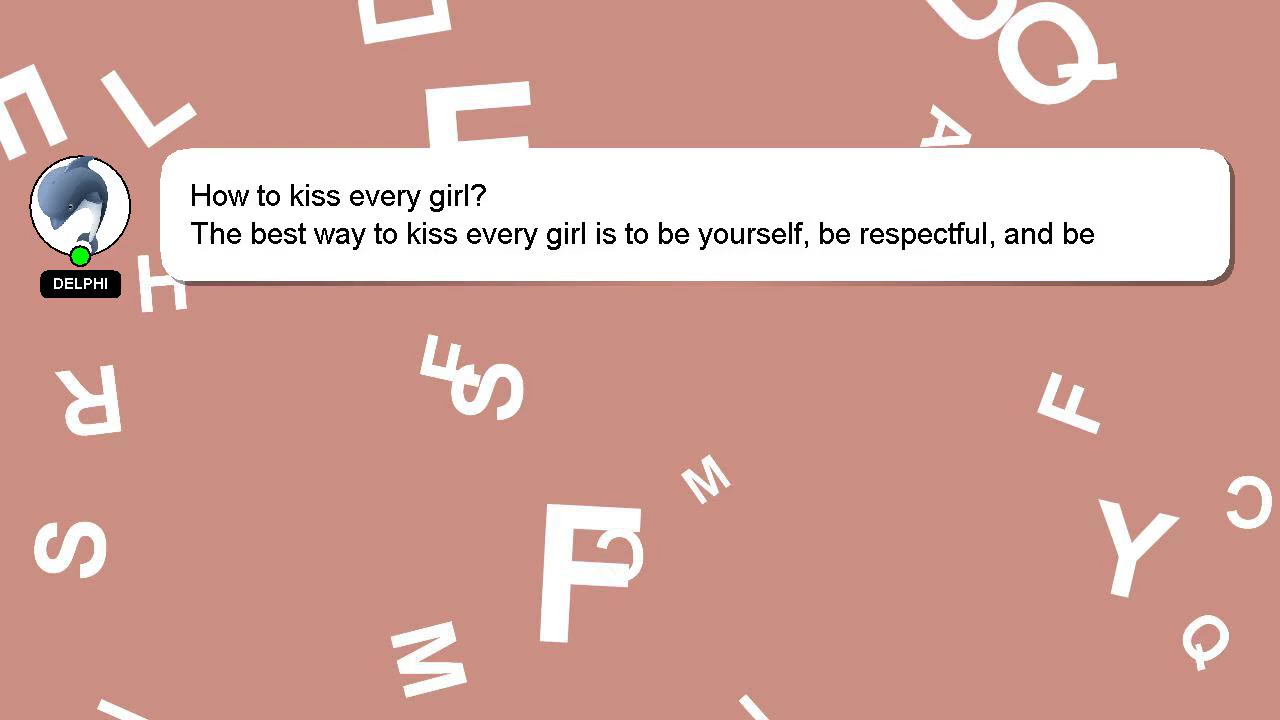 How to kiss every girl?
The best way to kiss every girl is to be yourself, be respectful, and be
DELPHI
L
Q
A
H
R
F
S
F
M
S
F
C
Y
C
Q
M